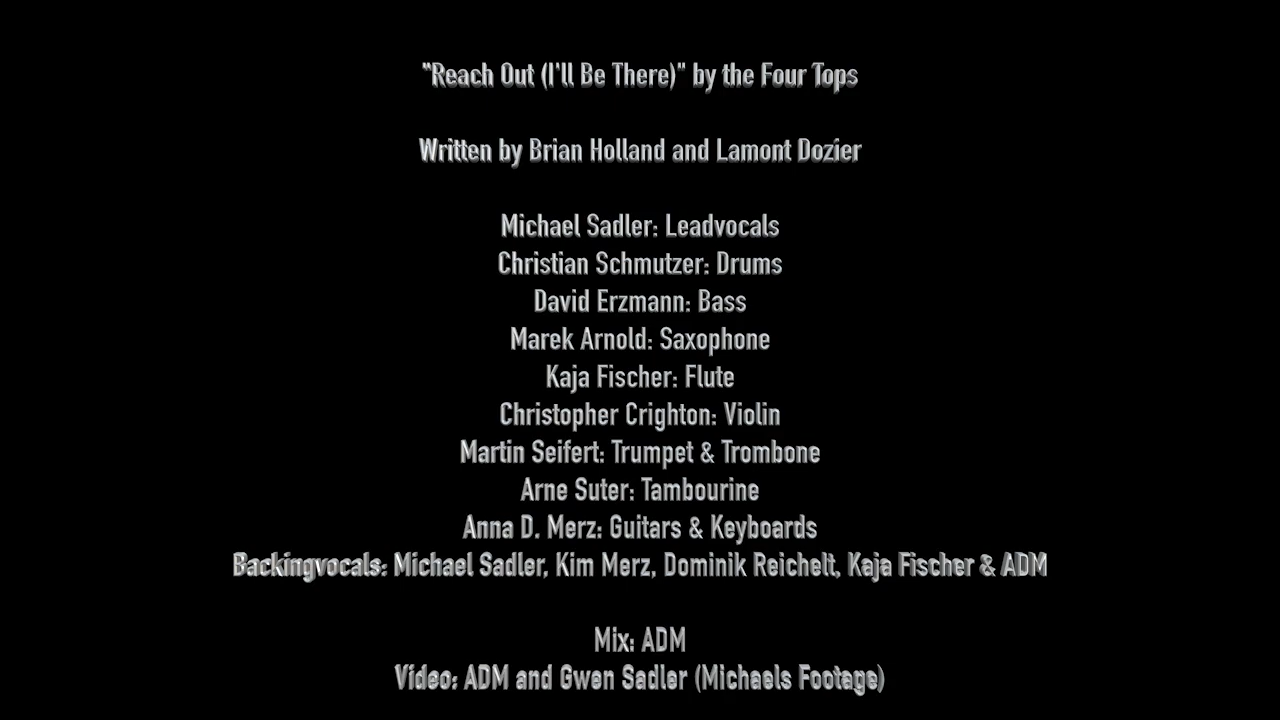 "Reach Out (I'll Be There)" by the Four Tops
Written by Brian Holland and Lamont Dozier
Michael Sadler: Leadvocals
Christian Schmutzer: Drums
David Erzmann: Bass
Marek Arnold: Saxophone
Kaja Fischer: Flute
Christopher Crighton: Violin
Martin Seifert: Trumpet & Trombone
Arne Suter: Tambourine
Anna D. Merz: Guitars & Keyboards
Backingvocals: Michael Sadler, Kim Merz, Dominik Reichelt, Kaja Fischer & ADM
Mix: ADM
Video: ADM and Gwen Sadler (Michaels Footage)